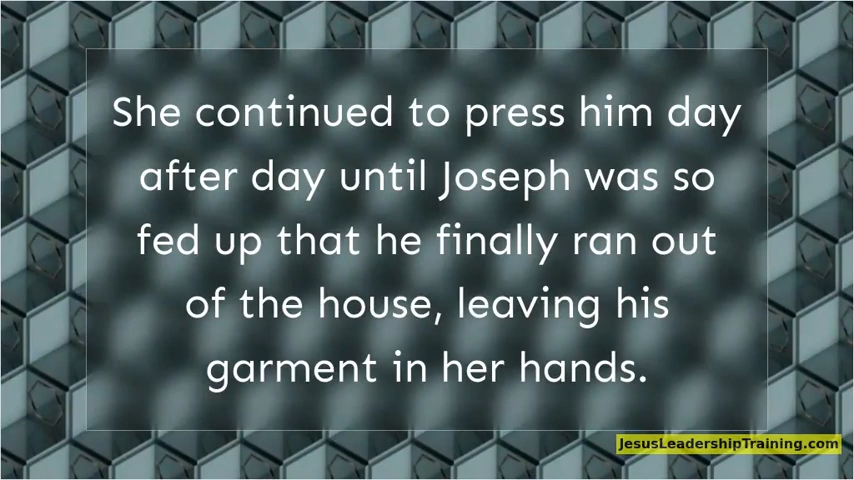 She continued to press him day
after day until Joseph was so
fed up that he finally ran out
of the house, leaving his
garment in her hands.
JesusLeadershipTraining.com